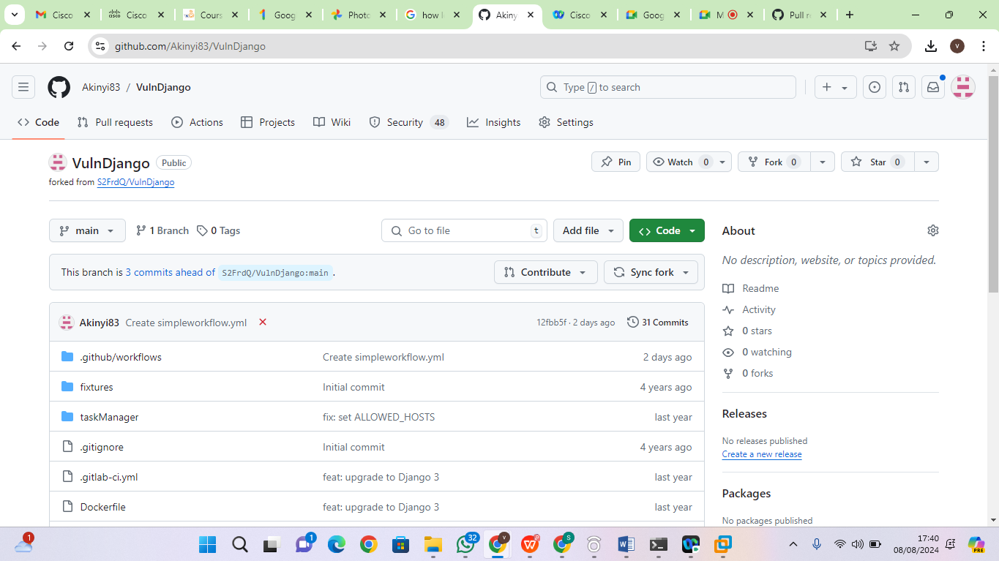 Cisco
Cisco
Cours
Goog
Photo
how l
Akiny
Cisco
Goog
M
Pull re
github.com/Akinyi83/VulnDjango
V
Akinyi83 / VulnDjango
Type / to search
Code
Pull requests
Actions
Projects
Wiki
Security 48
Insights
Settings
VulnDjango Public
forked from S2FrdQ/VulnDjango
Pin
Watch 0
Fork 0
Star 0
main
1 Branch
0 Tags
Go to file t
Add file
Code
This branch is 3 commits ahead of S2FrdQ/VulnDjango:main .
Contribute
Sync fork
Akinyi83 Create simpleworkflow.yml
12fbb5f · 2 days ago
31 Commits
.github/workflows Create simpleworkflow.yml 2 days ago
fixtures Initial commit 4 years ago
taskManager fix: set ALLOWED_HOSTS last year
.gitignore Initial commit 4 years ago
.gitlab-ci.yml feat: upgrade to Django 3 last year
Dockerfile feat: upgrade to Django 3 last year
About
No description, website, or topics provided.
Readme
Activity
0 stars
0 watching
0 forks
Releases
No releases published
Create a new release
Packages
No packages published
1
1
32
V
S
17:40
08/08/2024
PRE